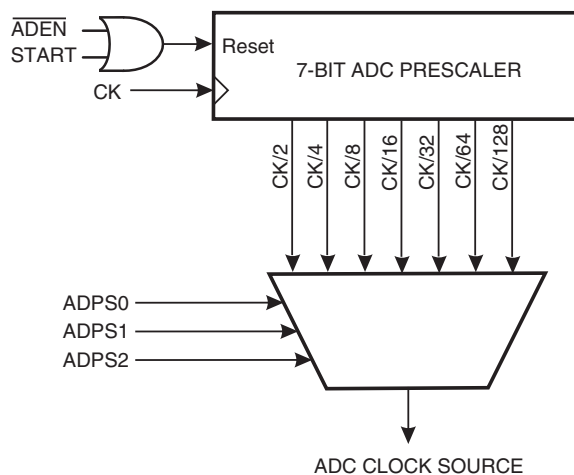 ADEN
START
Reset
7-BIT ADC PRESCALER
CK
CK/2
CK/4
CK/8
CK/16
CK/32
CK/64
CK/128
ADPS0
ADPS1
ADPS2
ADC CLOCK SOURCE